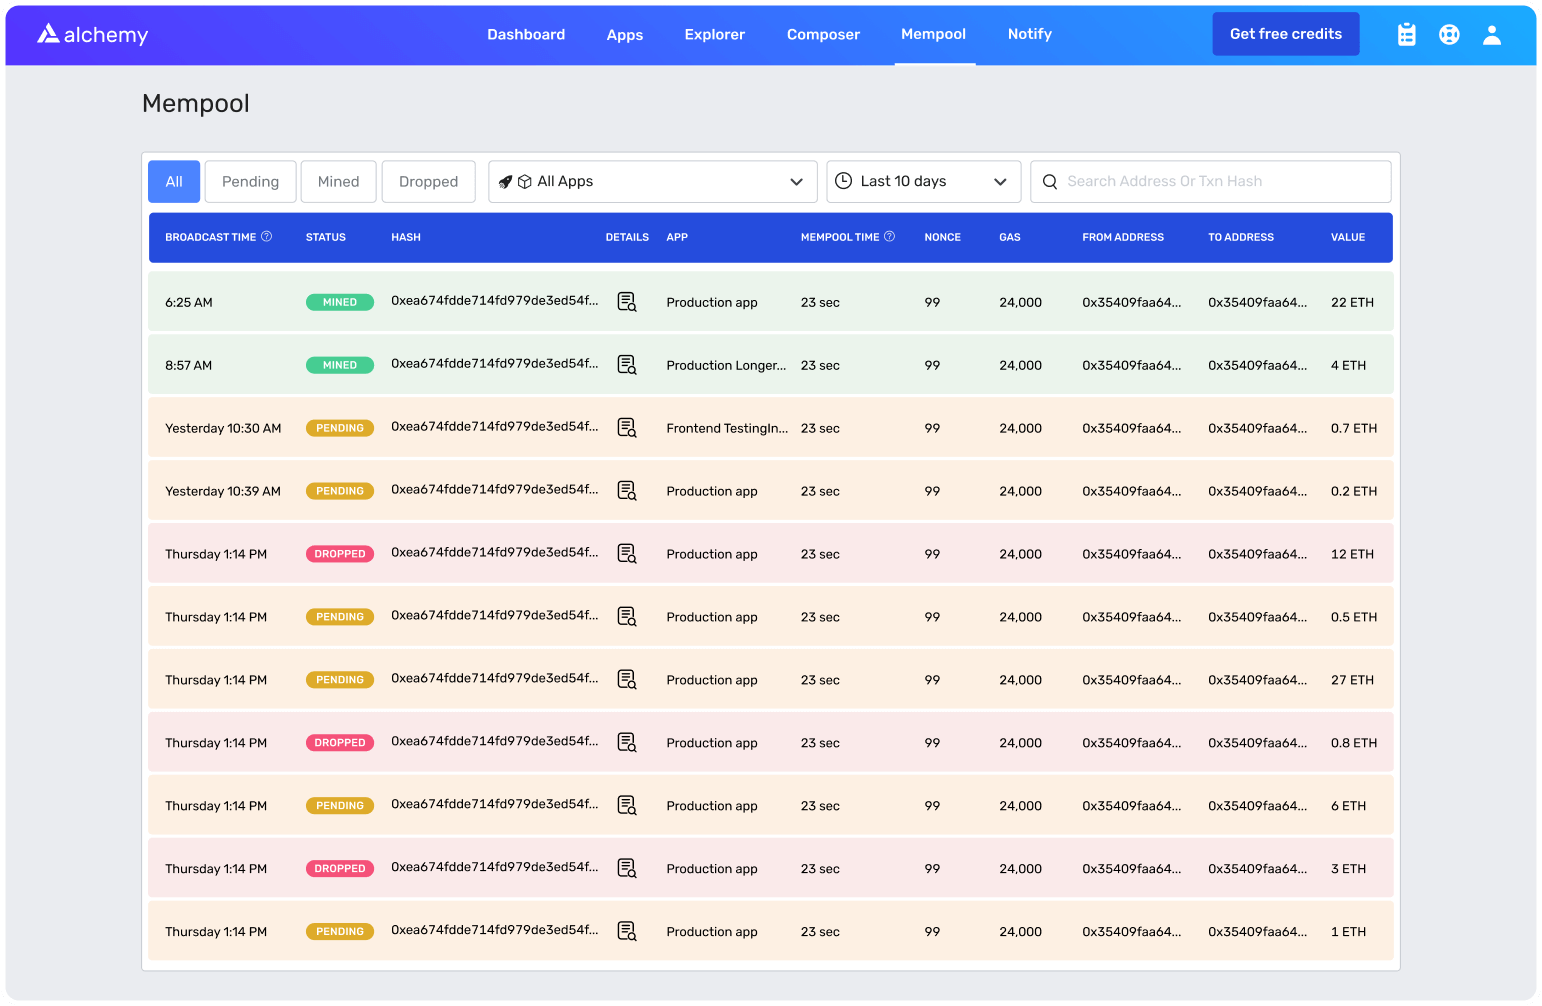 alchemy Dashboard Apps Explorer Composer Mempool Notify Get free credits
Mempool
All Pending Mined Dropped All Apps Last 10 days Search Address Or Txn Hash
BROADCAST TIME ? STATUS HASH DETAILS APP MEMPOOL TIME ? NONCE GAS FROM ADDRESS TO ADDRESS VALUE
6:25 AM MINED 0xea674fdde714fd979de3ed54f... Production app 23 sec 99 24,000 0x35409faa64... 0x35409faa64... 22 ETH
8:57 AM MINED 0xea674fdde714fd979de3ed54f... Production Longer... 23 sec 99 24,000 0x35409faa64... 0x35409faa64... 4 ETH
Yesterday 10:30 AM PENDING 0xea674fdde714fd979de3ed54f... Frontend TestingIn... 23 sec 99 24,000 0x35409faa64... 0x35409faa64... 0.7 ETH
Yesterday 10:39 AM PENDING 0xea674fdde714fd979de3ed54f... Production app 23 sec 99 24,000 0x35409faa64... 0x35409faa64... 0.2 ETH
Thursday 1:14 PM DROPPED 0xea674fdde714fd979de3ed54f... Production app 23 sec 99 24,000 0x35409faa64... 0x35409faa64... 12 ETH
Thursday 1:14 PM PENDING 0xea674fdde714fd979de3ed54f... Production app 23 sec 99 24,000 0x35409faa64... 0x35409faa64... 0.5 ETH
Thursday 1:14 PM PENDING 0xea674fdde714fd979de3ed54f... Production app 23 sec 99 24,000 0x35409faa64... 0x35409faa64... 27 ETH
Thursday 1:14 PM DROPPED 0xea674fdde714fd979de3ed54f... Production app 23 sec 99 24,000 0x35409faa64... 0x35409faa64... 0.8 ETH
Thursday 1:14 PM PENDING 0xea674fdde714fd979de3ed54f... Production app 23 sec 99 24,000 0x35409faa64... 0x35409faa64... 6 ETH
Thursday 1:14 PM DROPPED 0xea674fdde714fd979de3ed54f... Production app 23 sec 99 24,000 0x35409faa64... 0x35409faa64... 3 ETH
Thursday 1:14 PM PENDING 0xea674fdde714fd979de3ed54f... Production app 23 sec 99 24,000 0x35409faa64... 0x35409faa64... 1 ETH